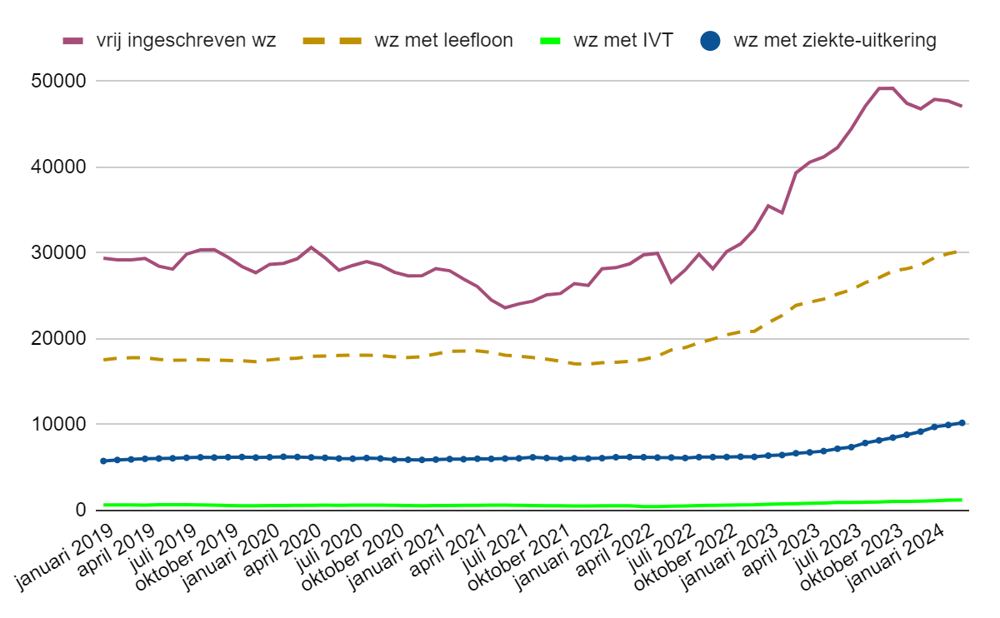 vrij ingeschreven wz wz met leefloon wz met IVT wz met ziekte-uitkering
50000
40000
30000
20000
10000
0
januari 2019
april 2019
juli 2019
oktober 2019
januari 2020
april 2020
juli 2020
oktober 2020
januari 2021
april 2021
juli 2021
oktober 2021
januari 2022
april 2022
juli 2022
oktober 2022
januari 2023
april 2023
juli 2023
oktober 2023
januari 2024